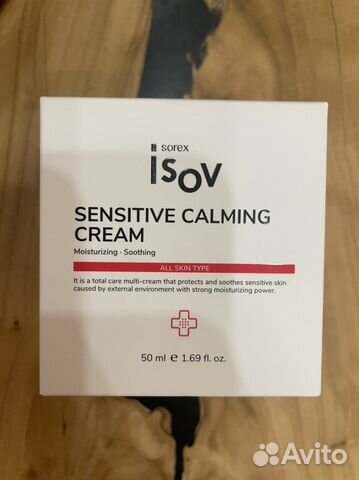 isorex
ISOV
SENSITIVE CALMING
CREAM
Moisturizing · Soothing
ALL SKIN TYPE
It is a total care multi-cream that protects and soothes sensitive skin
caused by external environment with strong moisturizing power.
50 ml e 1.69 fl. oz.
Avito